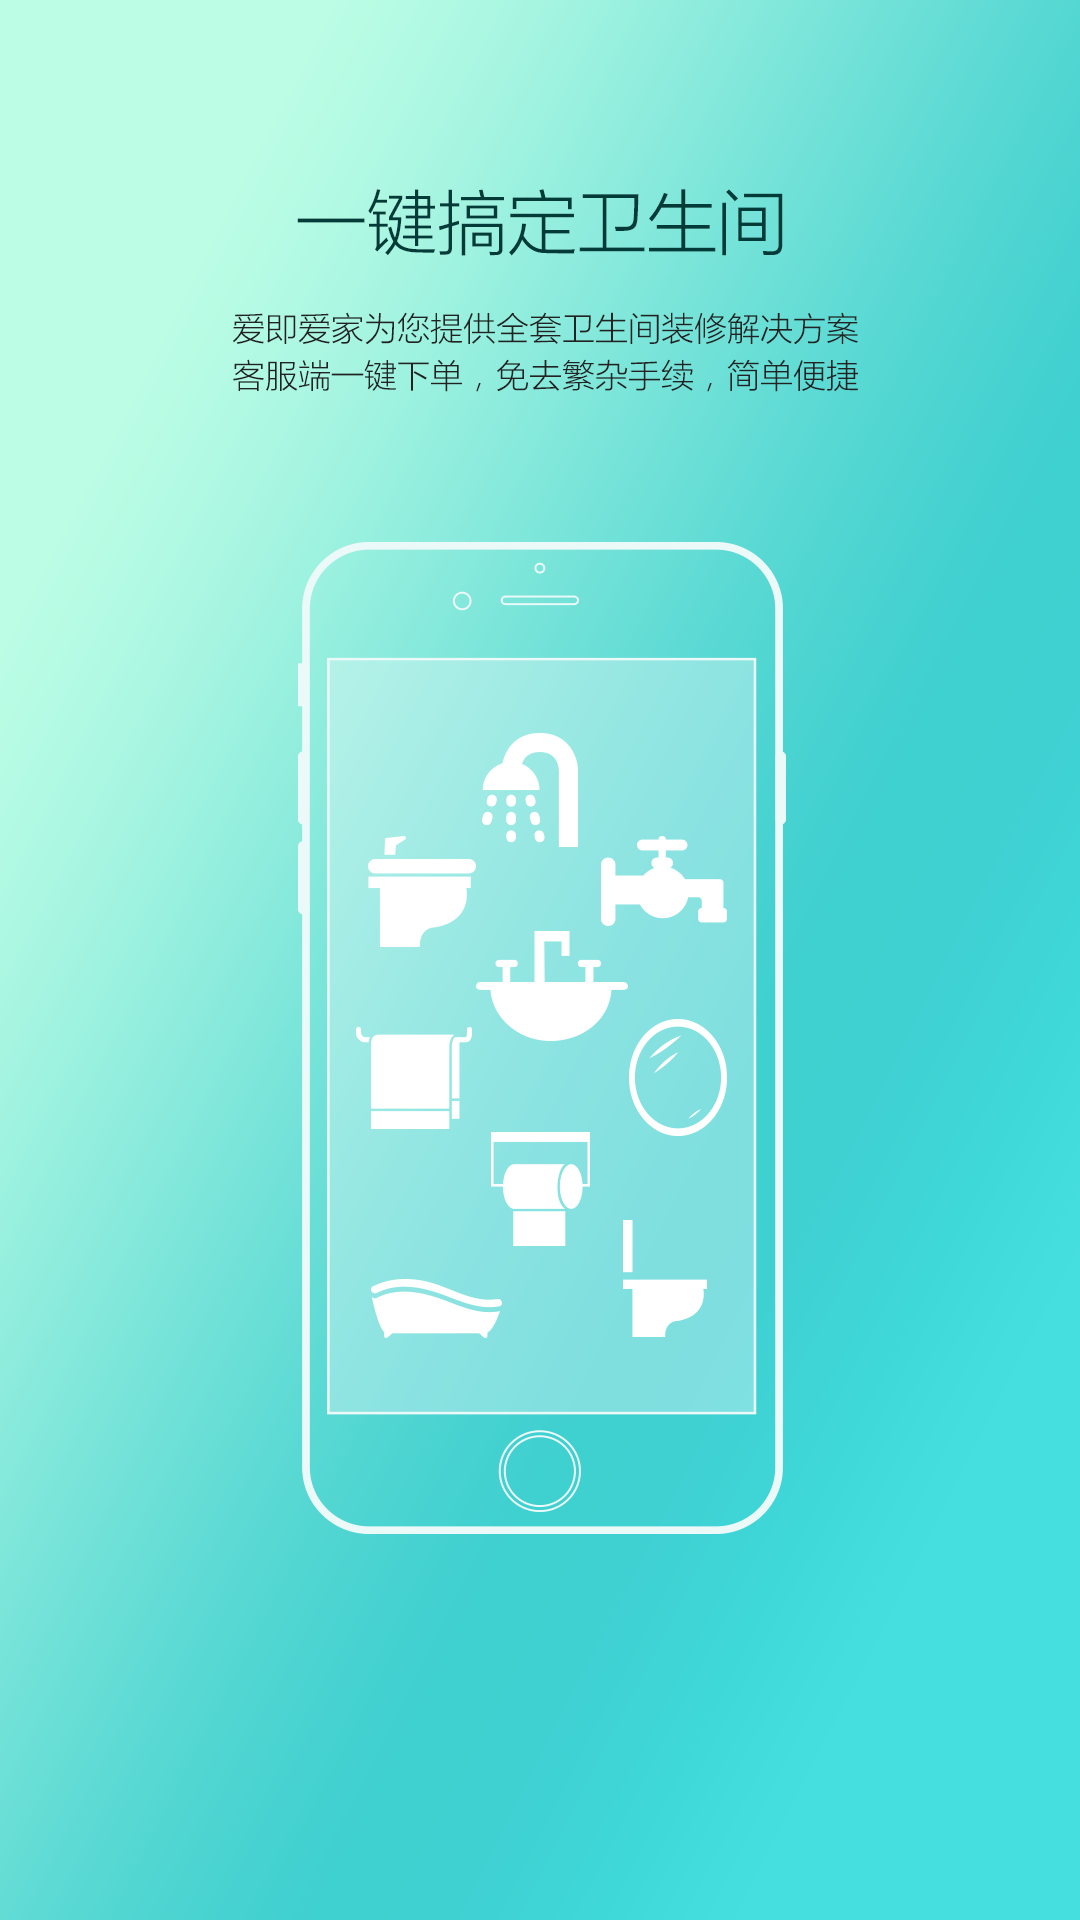 一键搞定卫生间
爱即爱家为您提供全套卫生间装修解决方案
客服端一键下单，免去繁杂手续，简单便捷